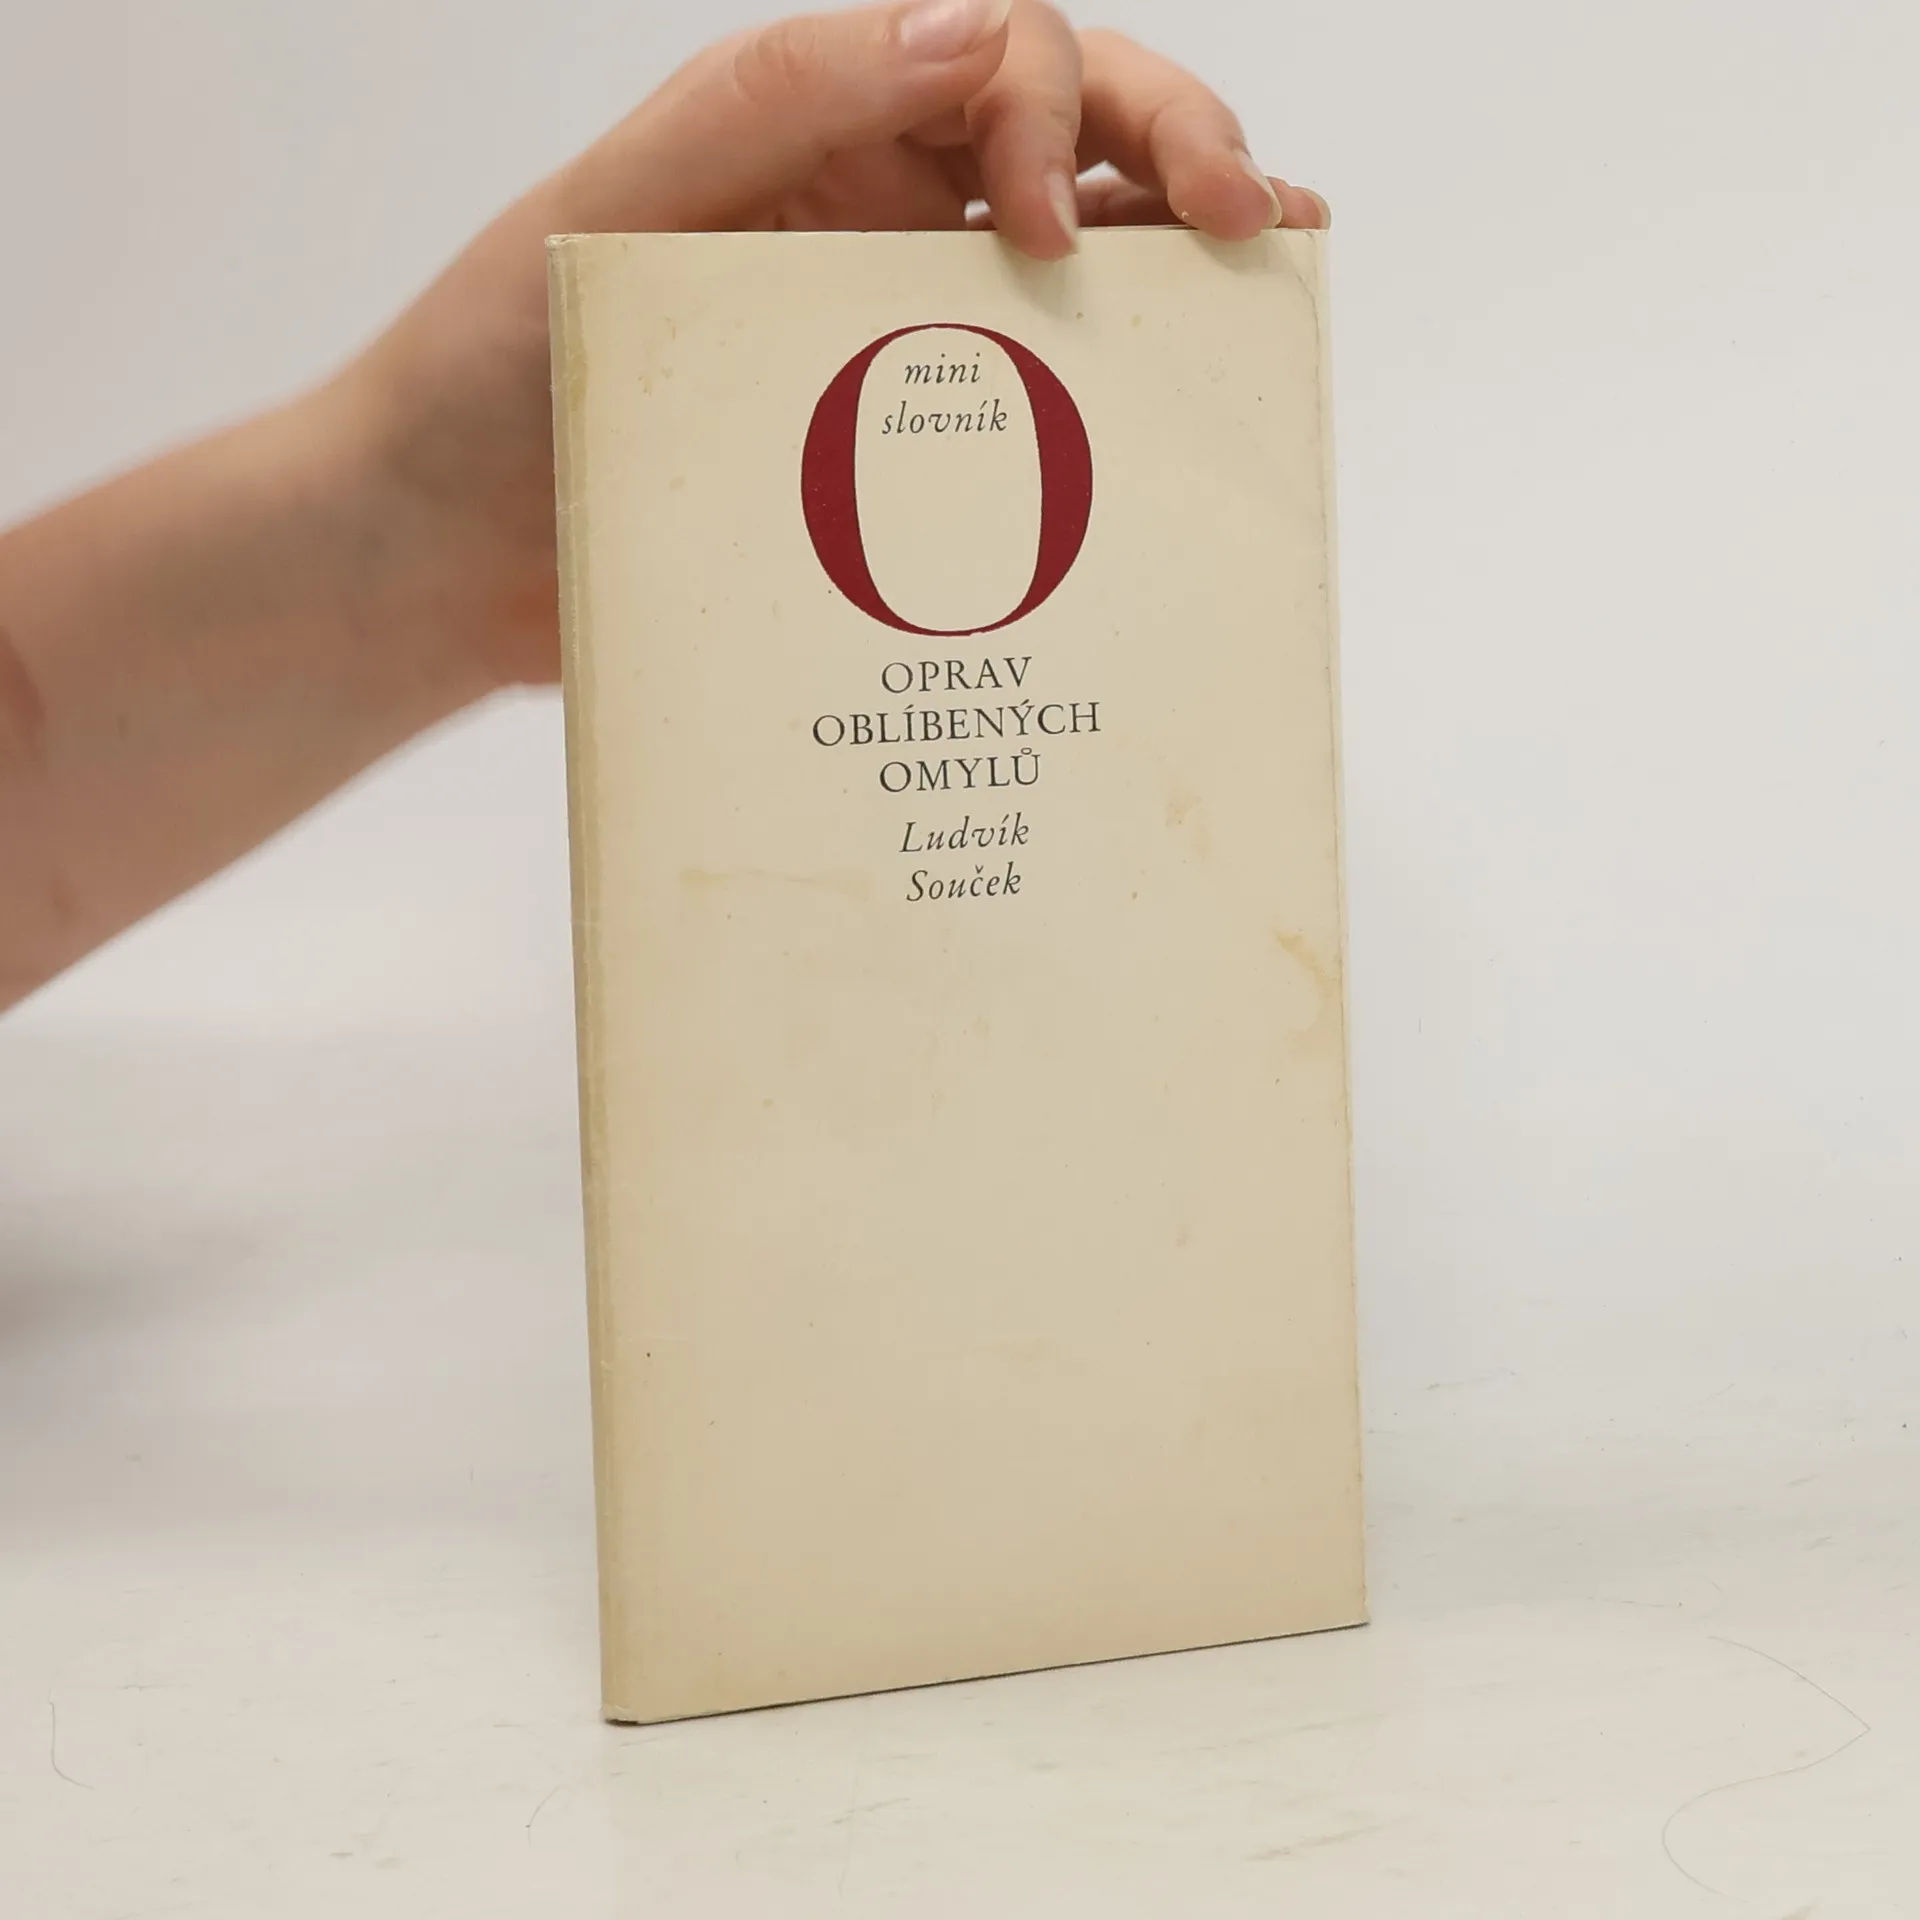 mini
slovník
O
OPRAV
OBLÍBENÝCH
OMYLŮ
Ludvík
Souček